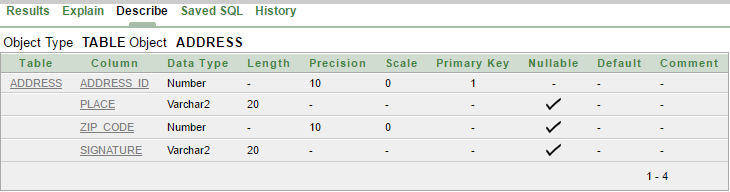 Results Explain Describe Saved SQL History
Object Type TABLE Object ADDRESS
Table Column Data Type Length Precision Scale Primary Key Nullable Default Comment
ADDRESS ADDRESS_ID Number - 10 0 1 - - -
PLACE Varchar2 20 - - - ✓ - -
ZIP_CODE Number - 10 0 - ✓ - -
SIGNATURE Varchar2 20 - - - ✓ - -
1 - 4